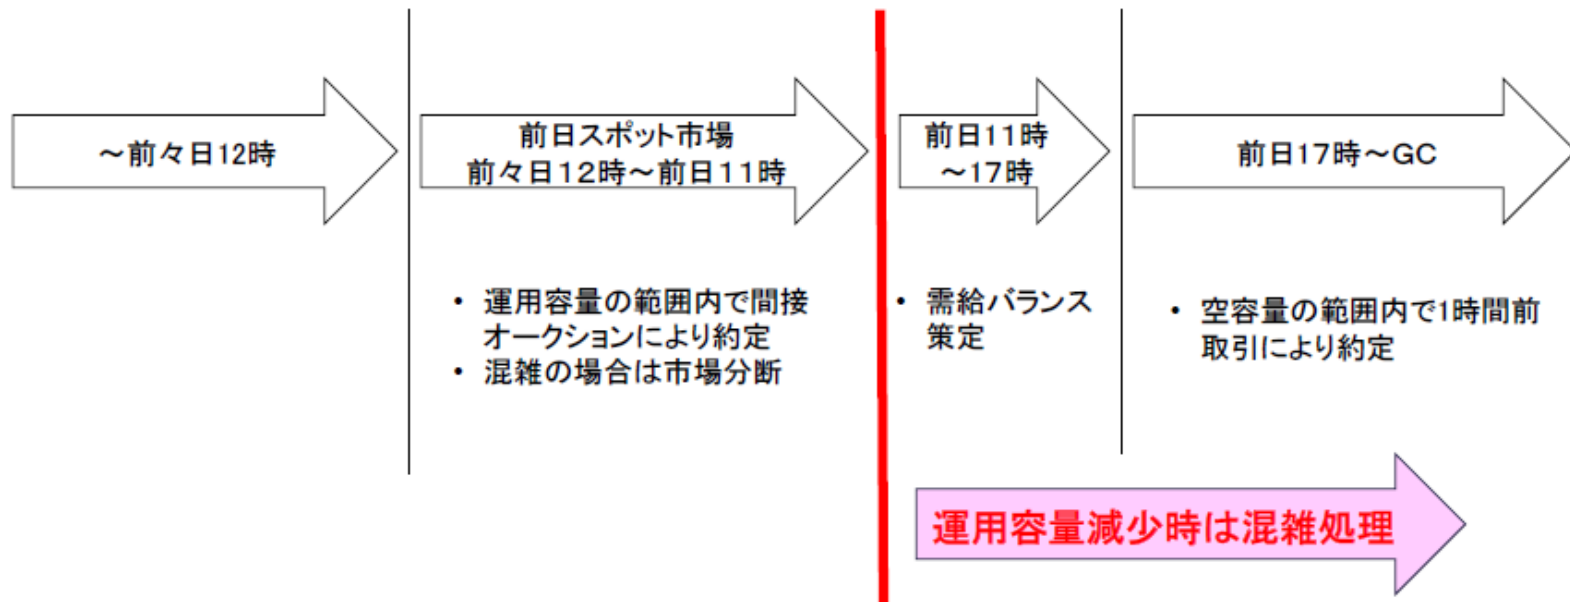 ～前々日12時
前日スポット市場
前々日１２時～前日１１時
前日１１時
～１７時
前日１７時～GC
• 運用容量の範囲内で間接
オークションにより約定
• 混雑の場合は市場分断
• 需給バランス
策定
• 空容量の範囲内で1時間前
取引により約定
運用容量減少時は混雑処理